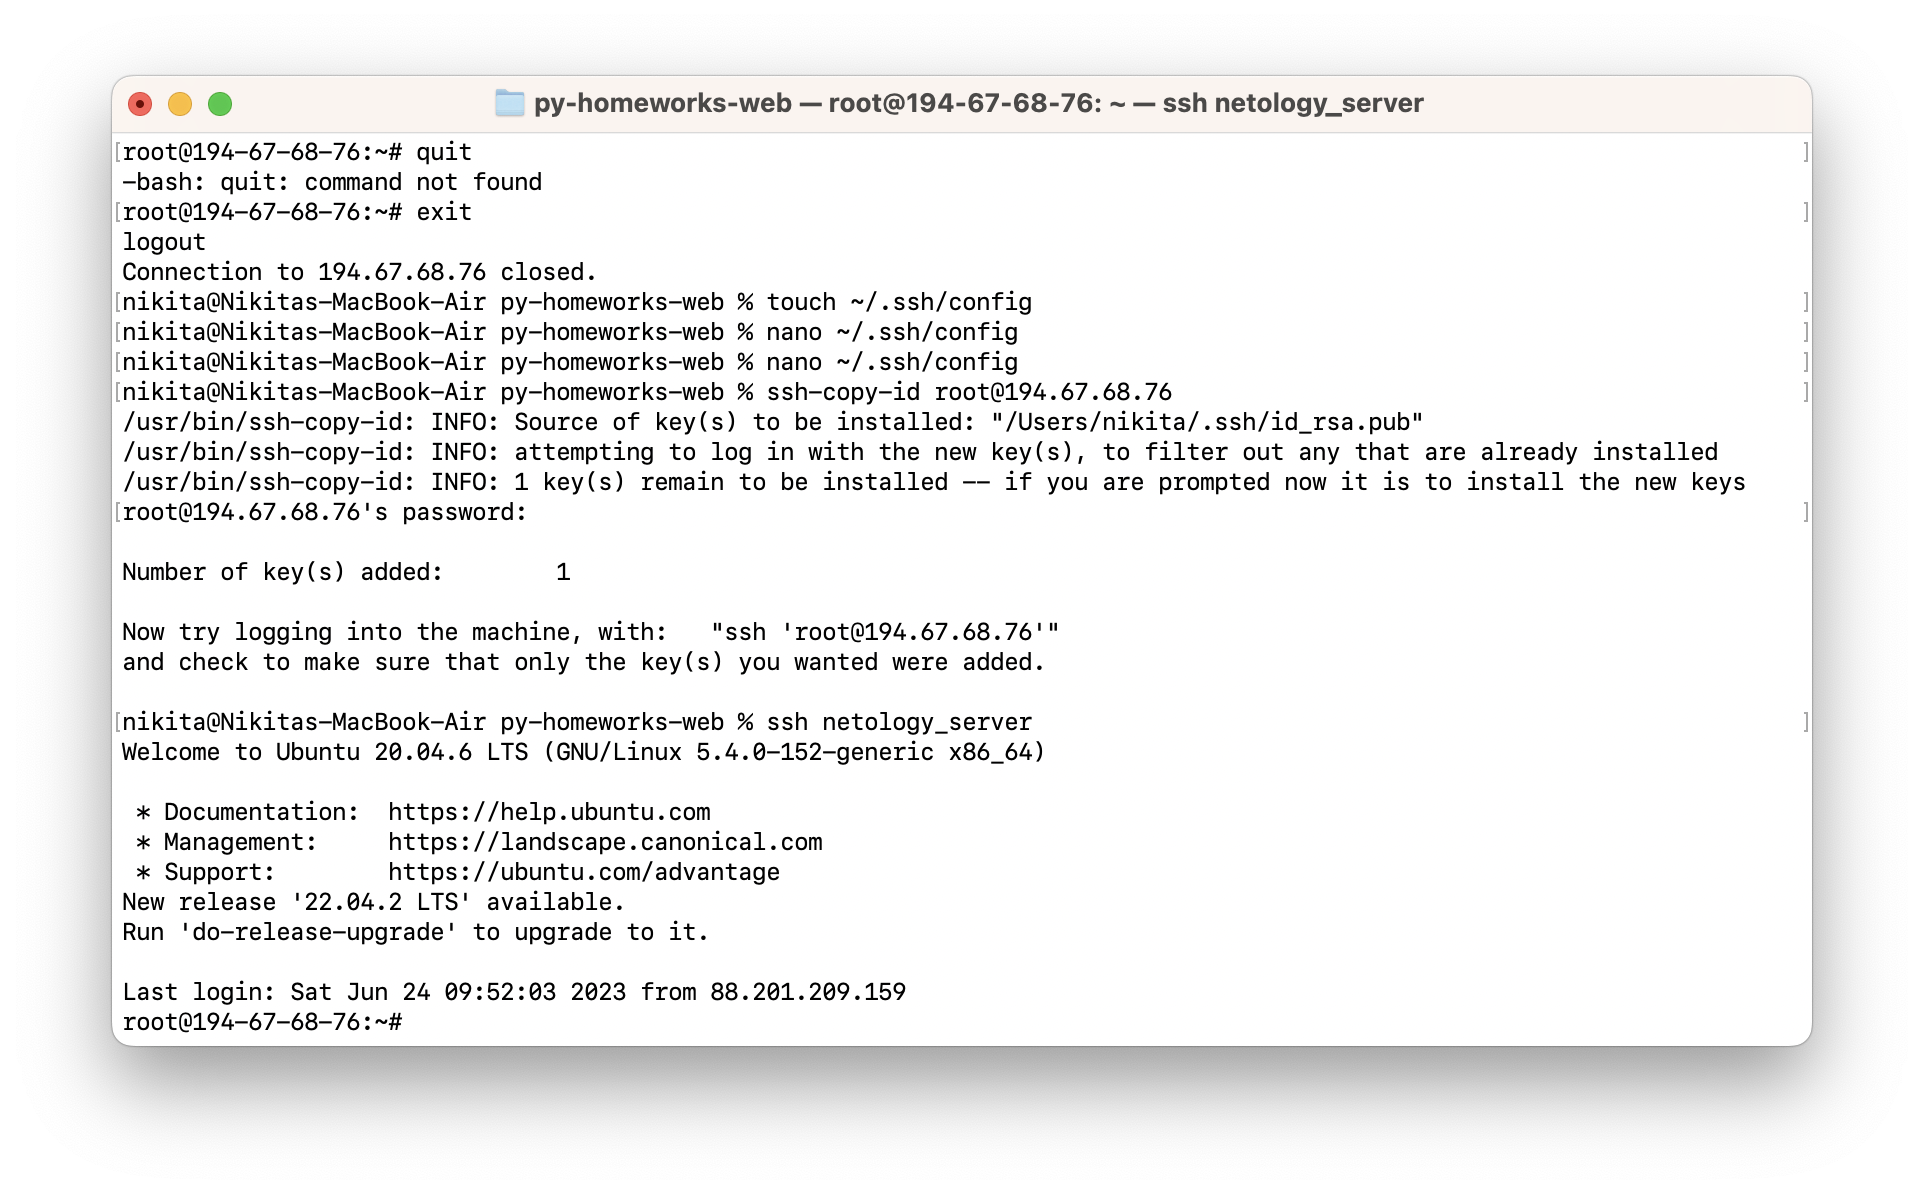 py-homeworks-web — root@194-67-68-76: ~ — ssh netology_server
[root@194-67-68-76:~# quit ]
-bash: quit: command not found
[root@194-67-68-76:~# exit ]
logout
Connection to 194.67.68.76 closed.
[nikita@Nikitas-MacBook-Air py-homeworks-web % touch ~/.ssh/config ]
[nikita@Nikitas-MacBook-Air py-homeworks-web % nano ~/.ssh/config ]
[nikita@Nikitas-MacBook-Air py-homeworks-web % nano ~/.ssh/config ]
[nikita@Nikitas-MacBook-Air py-homeworks-web % ssh-copy-id root@194.67.68.76 ]
/usr/bin/ssh-copy-id: INFO: Source of key(s) to be installed: "/Users/nikita/.ssh/id_rsa.pub"
/usr/bin/ssh-copy-id: INFO: attempting to log in with the new key(s), to filter out any that are already installed
/usr/bin/ssh-copy-id: INFO: 1 key(s) remain to be installed -- if you are prompted now it is to install the new keys
[root@194.67.68.76's password: ]
Number of key(s) added:        1
Now try logging into the machine, with:   "ssh 'root@194.67.68.76'"
and check to make sure that only the key(s) you wanted were added.
[nikita@Nikitas-MacBook-Air py-homeworks-web % ssh netology_server ]
Welcome to Ubuntu 20.04.6 LTS (GNU/Linux 5.4.0-152-generic x86_64)
 * Documentation:  https://help.ubuntu.com
 * Management:     https://landscape.canonical.com
 * Support:        https://ubuntu.com/advantage
New release '22.04.2 LTS' available.
Run 'do-release-upgrade' to upgrade to it.
Last login: Sat Jun 24 09:52:03 2023 from 88.201.209.159
root@194-67-68-76:~#